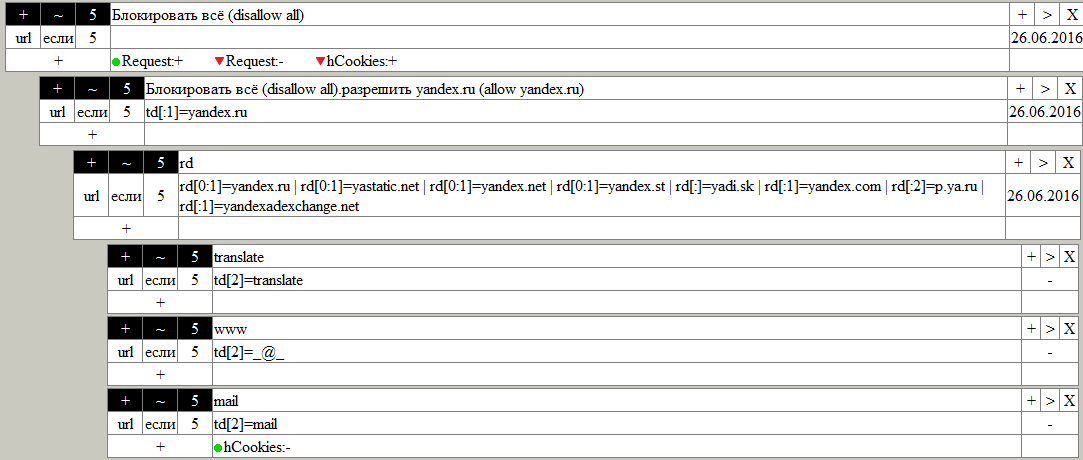 + ~ 5 Блокировать всё (disallow all) + > X
url если 5 26.06.2016
+ Request:+ Request:- hCookies:+
+ ~ 5 Блокировать всё (disallow all).разрешить yandex.ru (allow yandex.ru) + > X
url если 5 td[:1]=yandex.ru 26.06.2016
+
+ ~ 5 rd + > X
url если 5 rd[0:1]=yandex.ru | rd[0:1]=yastatic.net | rd[0:1]=yandex.net | rd[0:1]=yandex.st | rd[:]=yadi.sk | rd[:1]=yandex.com | rd[:2]=p.ya.ru | 26.06.2016
rd[:1]=yandexadexchange.net
+
+ ~ 5 translate + > X
url если 5 td[2]=translate -
+
+ ~ 5 www + > X
url если 5 td[2]=_@_ -
+
+ ~ 5 mail + > X
url если 5 td[2]=mail -
+ hCookies:-